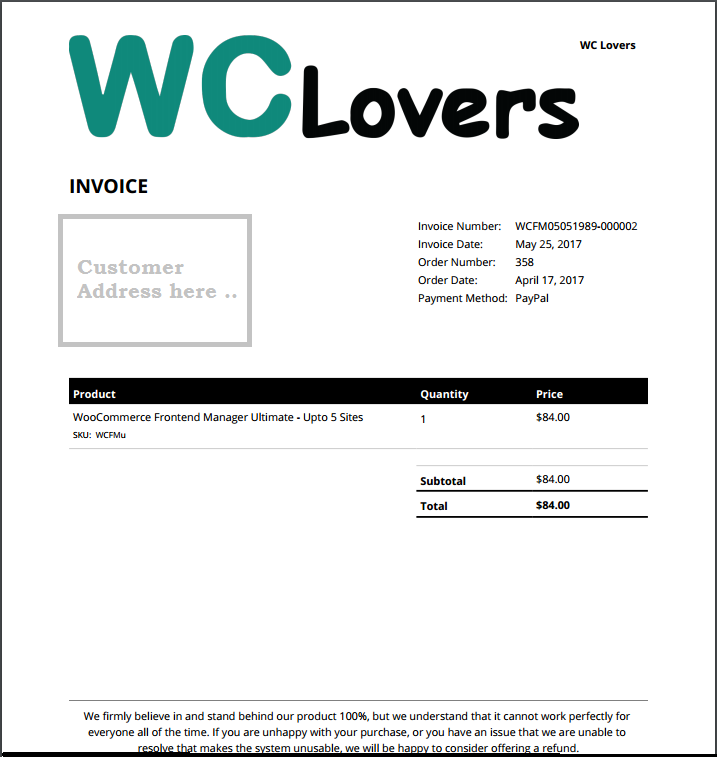 WC Lovers
WC Lovers
INVOICE
Customer
Address here ..
Invoice Number: WCFM05051989-000002
Invoice Date: May 25, 2017
Order Number: 358
Order Date: April 17, 2017
Payment Method: PayPal
Product Quantity Price
WooCommerce Frontend Manager Ultimate - Upto 5 Sites 1 $84.00
SKU: WCFMu
Subtotal $84.00
Total $84.00
We firmly believe in and stand behind our product 100%, but we understand that it cannot work perfectly for
everyone all of the time. If you are unhappy with your purchase, or you have an issue that we are unable to
resolve that makes the system unusable, we will be happy to consider offering a refund.